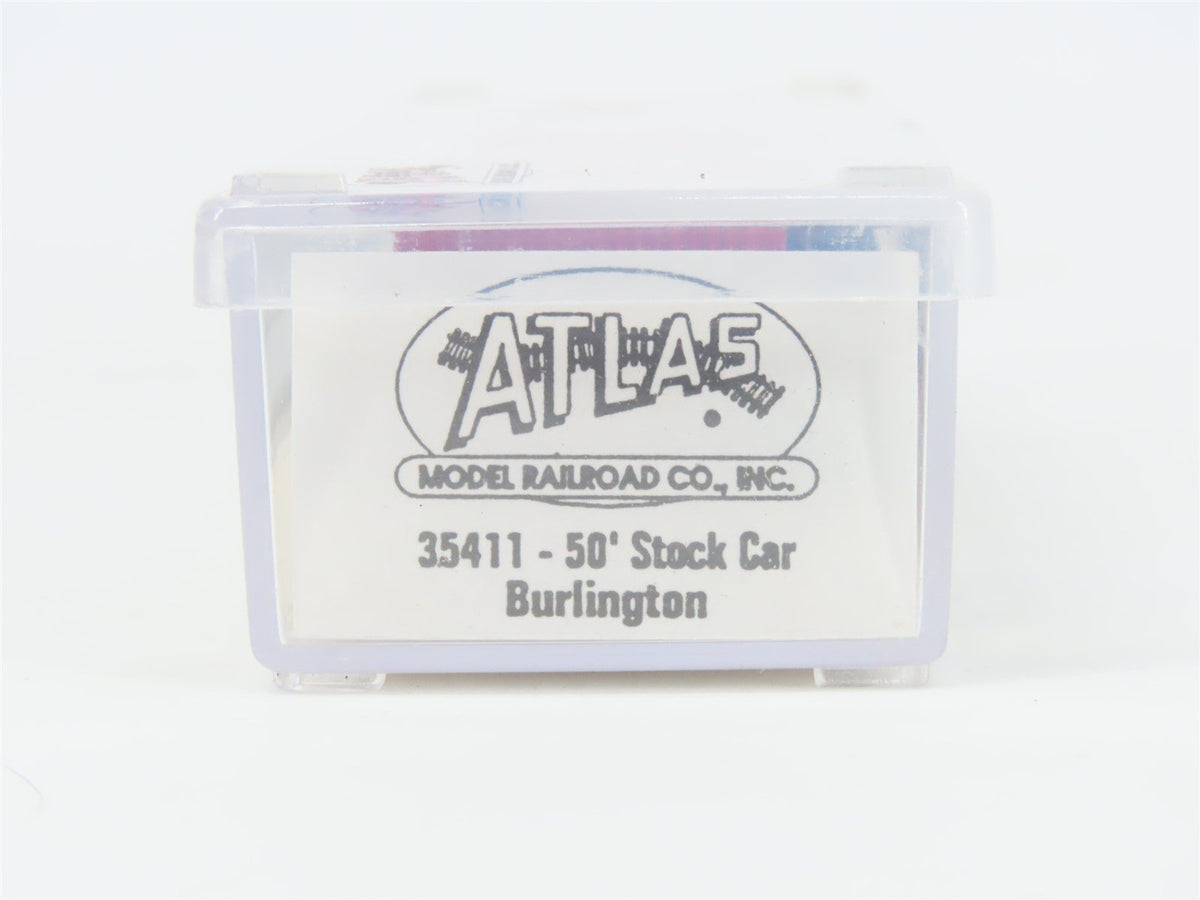 ATLAS
MODEL RAILROAD CO., INC.
35411 - 50' Stock Car
Burlington